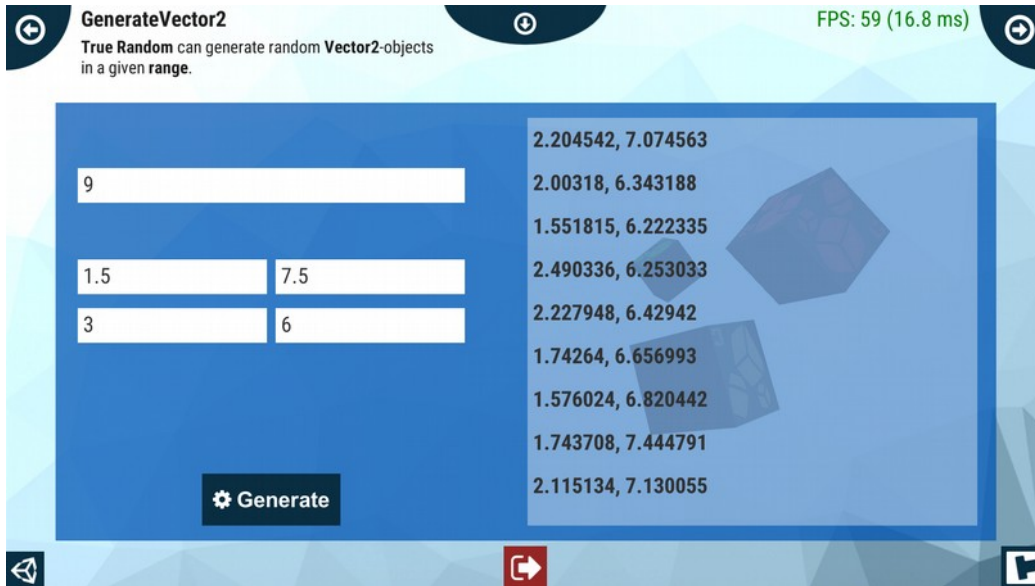 GenerateVector2
FPS: 59 (16.8 ms)
True Random can generate random Vector2-objects
in a given range.
9
1.5
7.5
3
6
Generate
2.204542, 7.074563
2.00318, 6.343188
1.551815, 6.222335
2.490336, 6.253033
2.227948, 6.42942
1.74264, 6.656993
1.576024, 6.820442
1.743708, 7.444791
2.115134, 7.130055